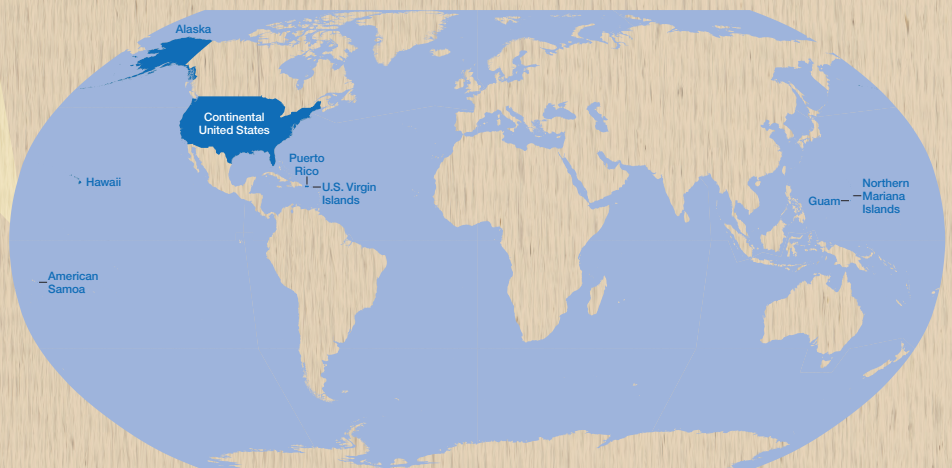 Alaska
Continental
United States
Puerto
Rico
U.S. Virgin
Islands
Hawaii
American
Samoa
Guam
Northern
Mariana
Islands